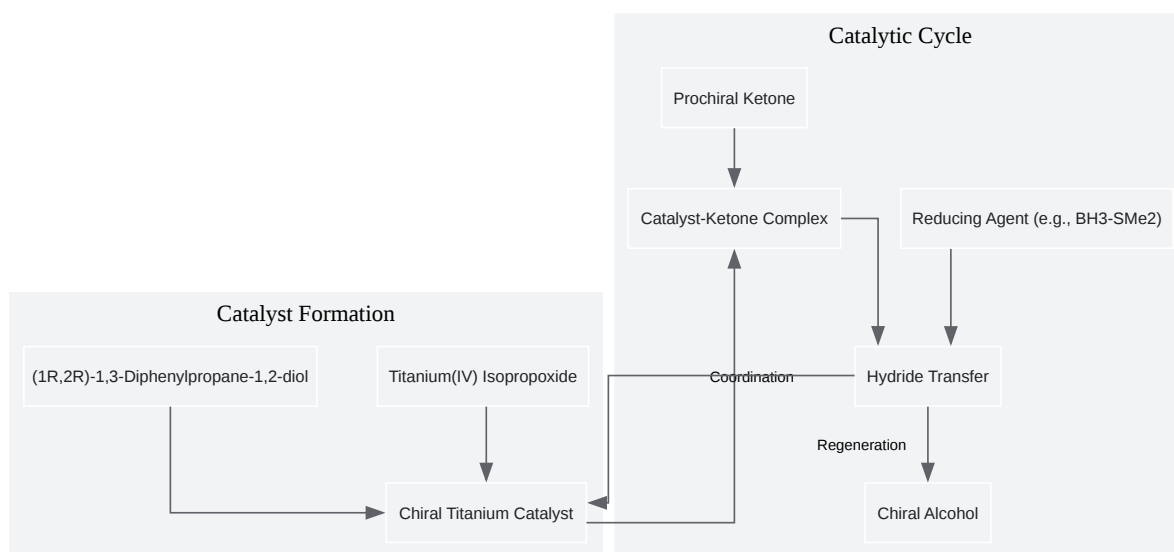 Catalytic Cycle
Prochiral Ketone
Catalyst-Ketone Complex
Reducing Agent (e.g., BH3-SMe2)
Catalyst Formation
(1R,2R)-1,3-Diphenylpropane-1,2-diol
Titanium(IV) Isopropoxide
Coordination
Hydride Transfer
Regeneration
Chiral Titanium Catalyst
Chiral Alcohol